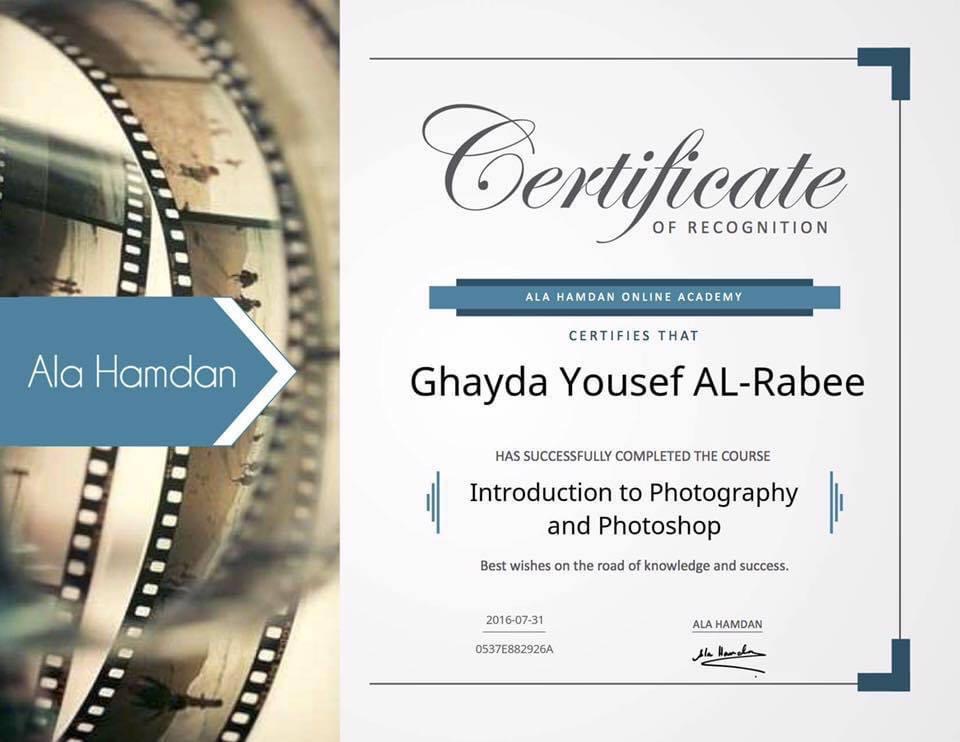 Ala Hamdan
Certificate
OF RECOGNITION
ALA HAMDAN ONLINE ACADEMY
CERTIFIES THAT
Ghayda Yousef AL-Rabee
HAS SUCCESSFULLY COMPLETED THE COURSE
Introduction to Photography
and Photoshop
Best wishes on the road of knowledge and success.
2016-07-31
0537E882926A
ALA HAMDAN
Ala Hamdan